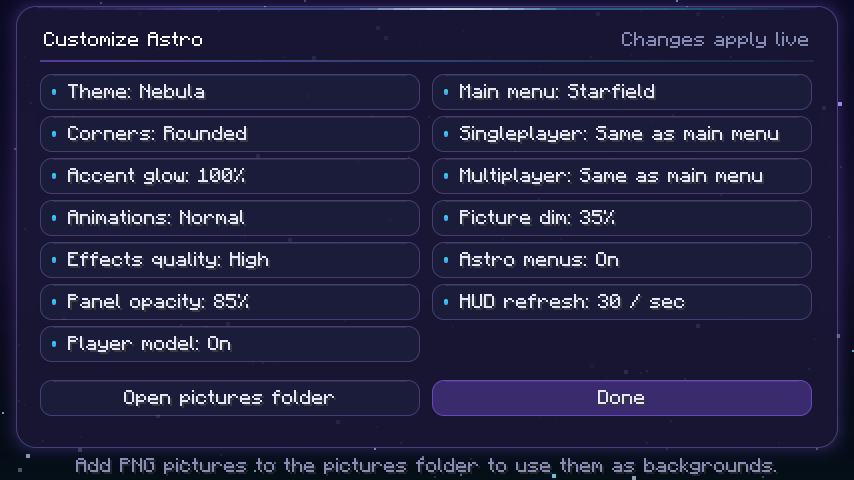 Customize Astro
Changes apply live
Theme: Nebula
Main menu: Starfield
Corners: Rounded
Singleplayer: Same as main menu
Accent glow: 100%
Multiplayer: Same as main menu
Animations: Normal
Picture dim: 35%
Effects quality: High
Astro menus: On
Panel opacity: 85%
HUD refresh: 30 / sec
Player model: On
Open pictures folder
Done
Add PNG pictures to the pictures folder to use them as backgrounds.